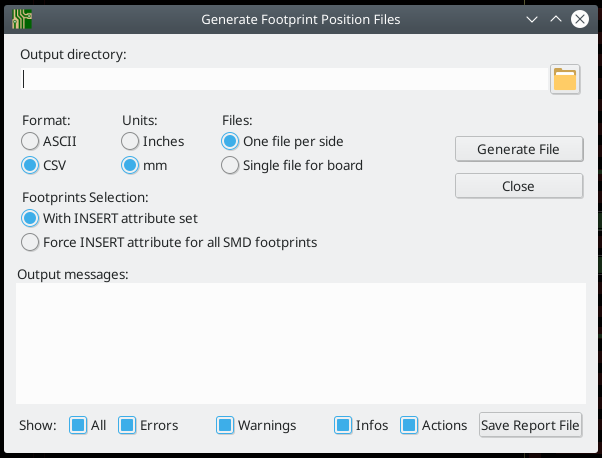 Generate Footprint Position Files
Output directory:
Format: Units: Files:
ASCII Inches One file per side
CSV mm Single file for board
Generate File
Close
Footprints Selection:
With INSERT attribute set
Force INSERT attribute for all SMD footprints
Output messages:
Show: All Errors Warnings Infos Actions Save Report File